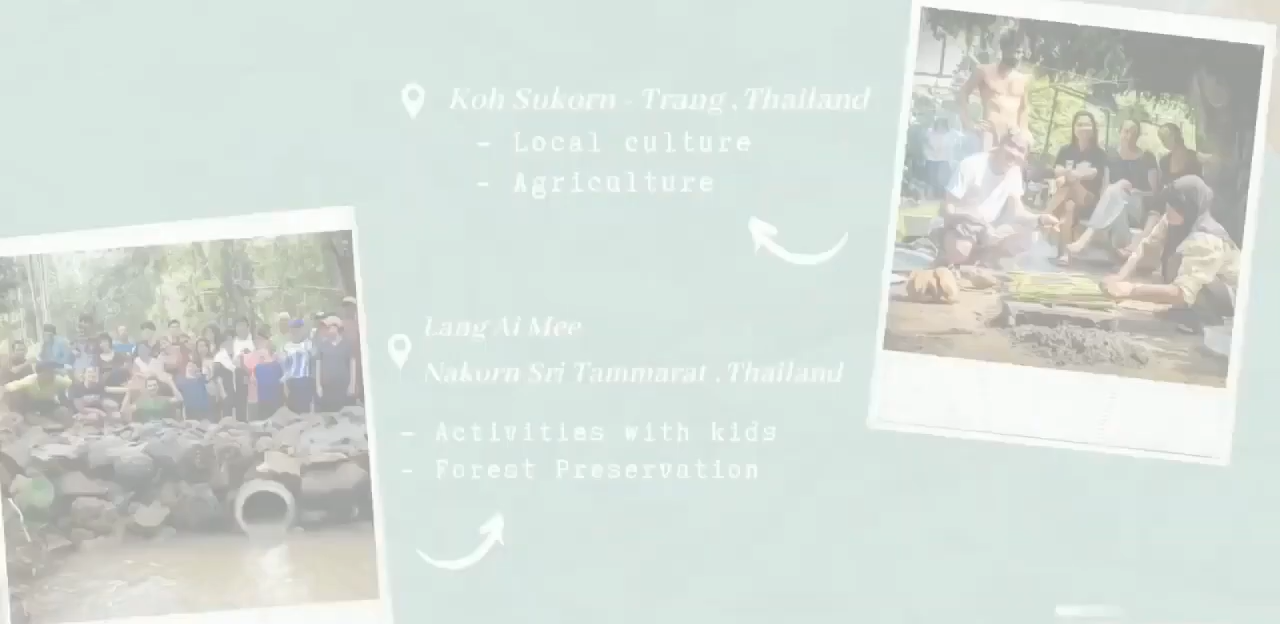 Koh Sukorn - Trang , Thailand
- Local culture
- Agriculture
Lang Ai Mee
Nakorn Sri Tammarat , Thailand
- Activities with kids
- Forest Preservation